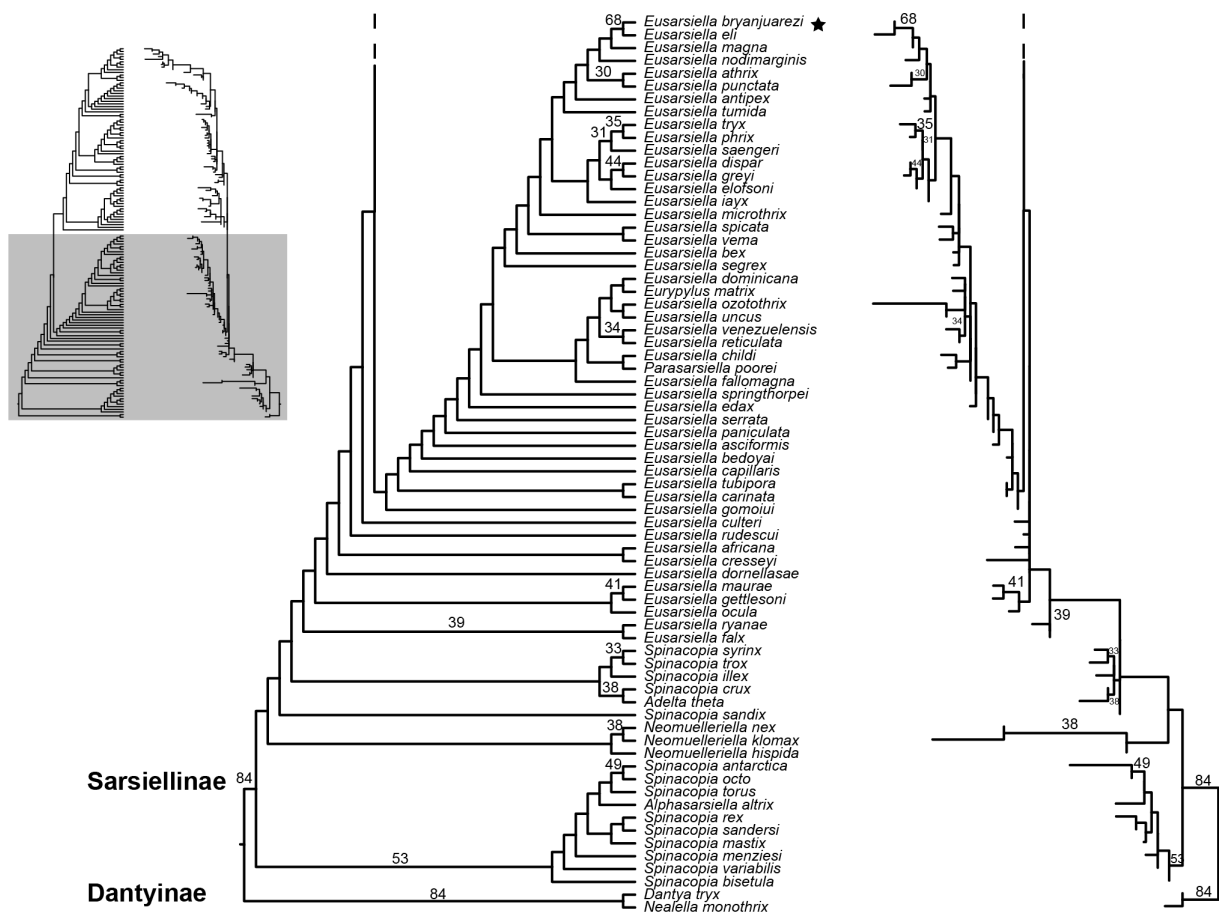 68
Eusarsiella bryanjuarezi
Eusarsiella eli
Eusarsiella magna
Eusarsiella nodimarginis
30
Eusarsiella athrix
Eusarsiella punctata
Eusarsiella antipex
Eusarsiella tumida
35
Eusarsiella tryx
31
Eusarsiella phrix
Eusarsiella saengeri
44
Eusarsiella dispar
Eusarsiella greyi
Eusarsiella elofsoni
Eusarsiella iayx
Eusarsiella microthrix
Eusarsiella spicata
Eusarsiella vema
Eusarsiella bex
Eusarsiella segrex
Eusarsiella dominicana
Eurypylus matrix
Eusarsiella ozotothrix
Eusarsiella uncus
34
Eusarsiella venezuelensis
Eusarsiella reticulata
Eusarsiella childi
Parasarsiella poorei
Eusarsiella fallomagna
Eusarsiella springthorpei
Eusarsiella edax
Eusarsiella serrata
Eusarsiella paniculata
Eusarsiella asciformis
Eusarsiella bedoyai
Eusarsiella capillaris
Eusarsiella tubipora
Eusarsiella carinata
Eusarsiella gomoiui
Eusarsiella culteri
Eusarsiella rudescui
Eusarsiella africana
Eusarsiella cresseyi
Eusarsiella dornellasae
41
Eusarsiella maurae
Eusarsiella gettlesoni
Eusarsiella ocula
39
Eusarsiella ryanae
Eusarsiella falx
33
Spinacopia syrinx
Spinacopia trox
Spinacopia illex
38
Spinacopia crux
Adelta theta
Spinacopia sandix
38
Neomuelleriella nex
Neomuelleriella klomax
Neomuelleriella hispida
49
Spinacopia antarctica
Spinacopia octo
Spinacopia torus
Alphasarsiella altrix
Spinacopia rex
Spinacopia sandersi
Spinacopia mastix
Spinacopia menziesi
53
Spinacopia variabilis
Spinacopia bisetula
84
Dantya tryx
Nealella monothrix
Sarsiellinae
84
Dantyinae
68
30
35
31
44
34
41
39
33
38
38
49
84
53
84